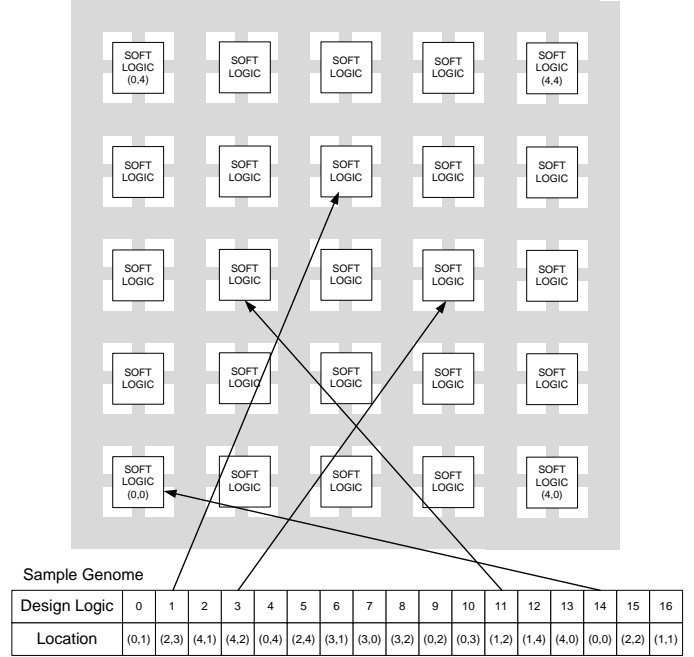 SOFT
LOGIC
(0,4)
SOFT
LOGIC
SOFT
LOGIC
SOFT
LOGIC
SOFT
LOGIC
(4,4)
SOFT
LOGIC
SOFT
LOGIC
SOFT
LOGIC
SOFT
LOGIC
SOFT
LOGIC
SOFT
LOGIC
SOFT
LOGIC
SOFT
LOGIC
SOFT
LOGIC
SOFT
LOGIC
SOFT
LOGIC
SOFT
LOGIC
SOFT
LOGIC
SOFT
LOGIC
SOFT
LOGIC
SOFT
LOGIC
(0,0)
SOFT
LOGIC
SOFT
LOGIC
SOFT
LOGIC
SOFT
LOGIC
(4,0)
Sample Genome
Design Logic 0 1 2 3 4 5 6 7 8 9 10 11 12 13 14 15 16
Location (0,1) (2,3) (4,1) (4,2) (0,4) (2,4) (3,1) (3,0) (3,2) (0,2) (0,3) (1,2) (1,4) (4,0) (0,0) (2,2) (1,1)